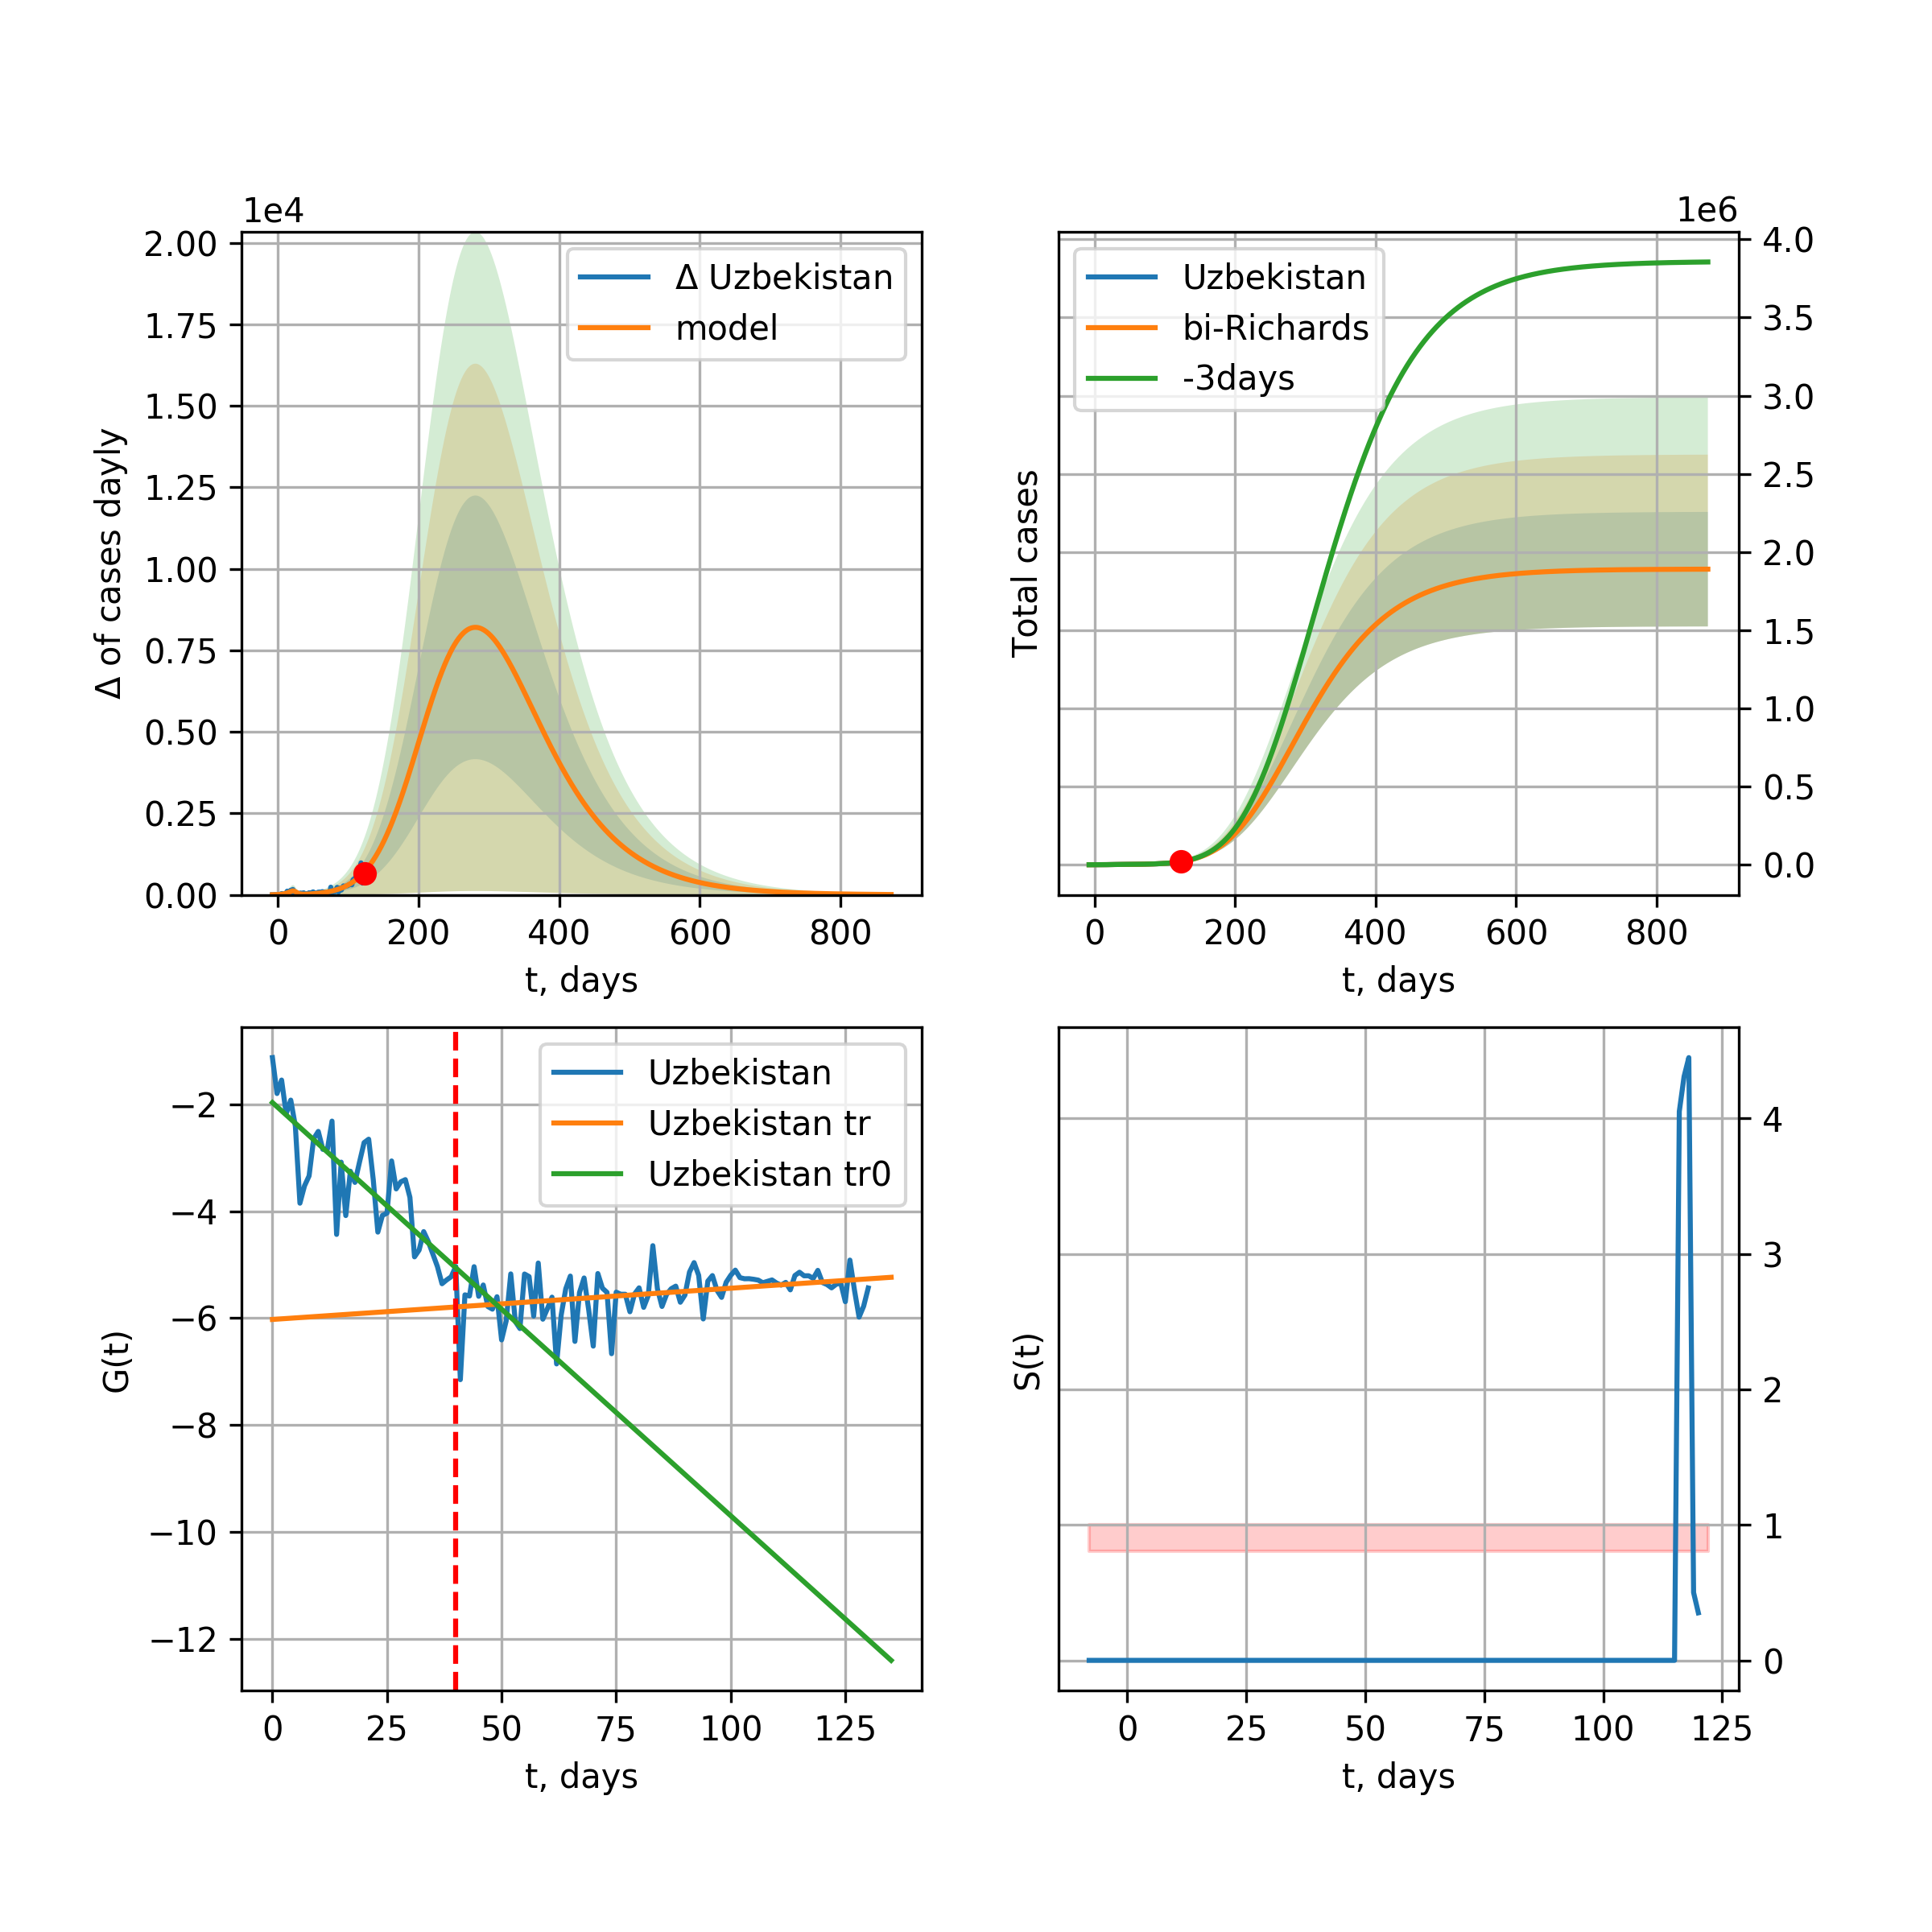 1e4
2.00
1.75
1.50
1.25
1.00
0.75
0.50
0.25
0.00
Δ of cases dayly
Δ Uzbekistan
model
0 200 400 600 800
t, days
1e6
4.0
3.5
3.0
2.5
2.0
1.5
1.0
0.5
0.0
Total cases
Uzbekistan
bi-Richards
-3days
0 200 400 600 800
t, days
−2
−4
−6
−8
−10
−12
G(t)
Uzbekistan
Uzbekistan tr
Uzbekistan tr0
0 25 50 75 100 125
t, days
4
3
2
1
0
S(t)
0 25 50 75 100 125
t, days